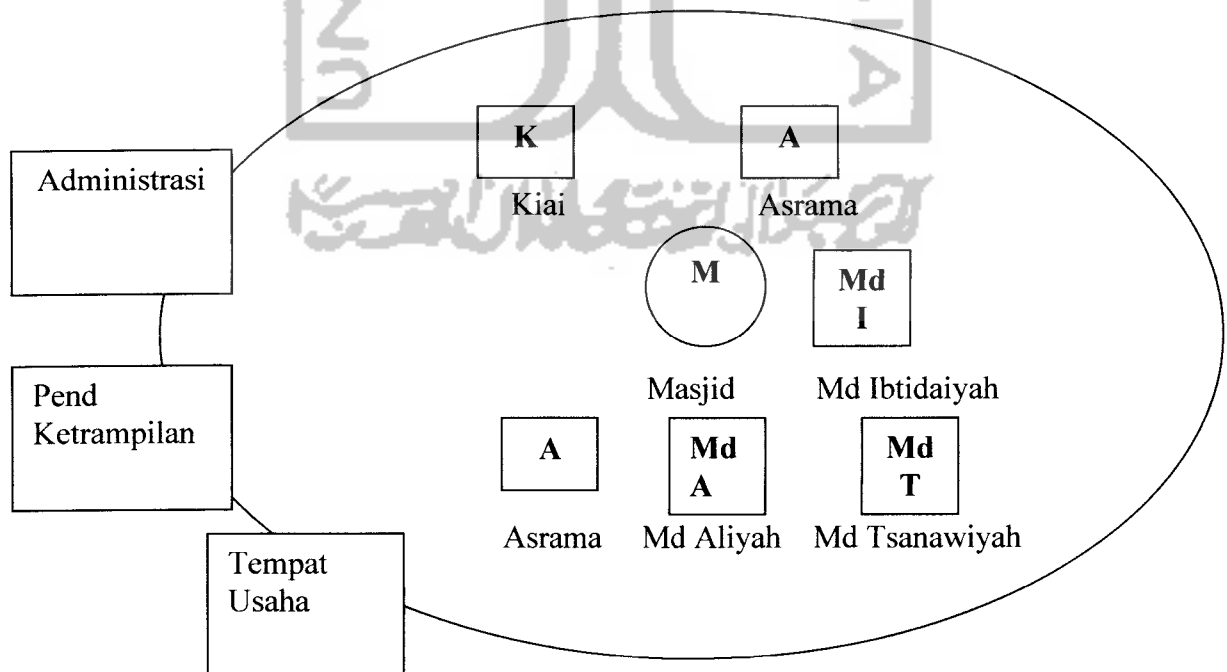 K
A
Administrasi
Kiai
Asrama
M
Md
I
Masjid
Md Ibtidaiyah
Pend
Ketrampilan
A
Md
A
Md
T
Asrama
Md Aliyah
Md Tsanawiyah
Tempat
Usaha